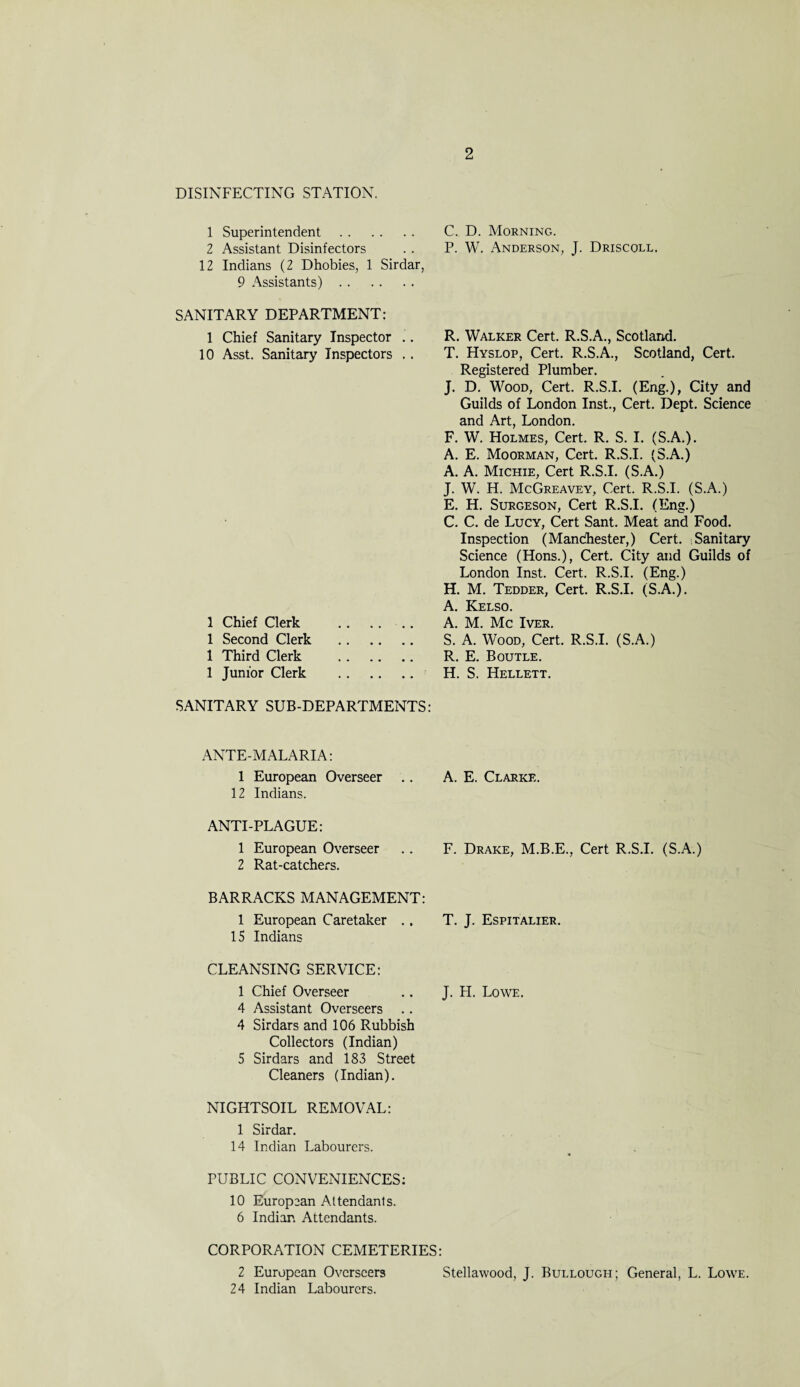 2
DISINFECTING STATION.
1 Superintendent . . . . . . C. D. Morning.
2 Assistant Disinfectors . . P. W. Anderson, J. Driscoll.
12 Indians (2 Dhobies, 1 Sirdar,
9 Assistants) . . . . . .
SANITARY DEPARTMENT:
1 Chief Sanitary Inspector . . R. Walker Cert. R.S.A., Scotland.
10 Asst. Sanitary Inspectors . . T. Hyslop, Cert. R.S.A., Scotland, Cert.
Registered Plumber.
J. D. Wood, Cert. R.S.I. (Eng.), City and
Guilds of London Inst., Cert. Dept. Science
and Art, London.
F. W. Holmes, Cert. R. S. I. (S.A.).
A. E. Moorman, Cert. R.S.I. (S.A.)
A. A. Michie, Cert R.S.I. (S.A.)
J. W. H. McGreavey, Cert. R.S.I. (S.A.)
E. H. Surgeson, Cert R.S.I. (Eng.)
C. C. de Lucy, Cert Sant. Meat and Food.
Inspection (Manchester,) Cert. Sanitary
Science (Hons.), Cert. City and Guilds of
London Inst. Cert. R.S.I. (Eng.)
H. M. Tedder, Cert. R.S.I. (S.A.).
A. Kelso.
1 Chief Clerk . . . . . . A. M. Mc Iver.
1 Second Clerk . . . . . . S. A. Wood, Cert. R.S.I. (S.A.)
1 Third Clerk . . . . . . R. E. Boutle.
1 Junior Clerk . . . . . . H. S. Hellett.
SANITARY SUB-DEPARTMENTS:
ANTE-MALARIA:
1 European Overseer . . A. E. Clarke.
12 Indians.
ANTI-PLAGUE:
1 European Overseer . . F. Drake, M.B.E., Cert R.S.I. (S.A.)
2 Rat-catchers.
BARRACKS MANAGEMENT:
1 European Caretaker . . T. J. Espitalier.
15 Indians
CLEANSING SERVICE:
1 Chief Overseer . . J. H. Lowe.
4 Assistant Overseers . .
4 Sirdars and 106 Rubbish
Collectors (Indian)
5 Sirdars and 183 Street
Cleaners (Indian).
NIGHTSOIL REMOVAL:
1 Sirdar.
14 Indian Labourers.
PUBLIC CONVENIENCES:
10 European Attendants.
6 Indian Attendants.
CORPORATION CEMETERIES:
2 European Overseers Stellawood, J. Bullough; General, L. Lowe.
24 Indian Labourers.